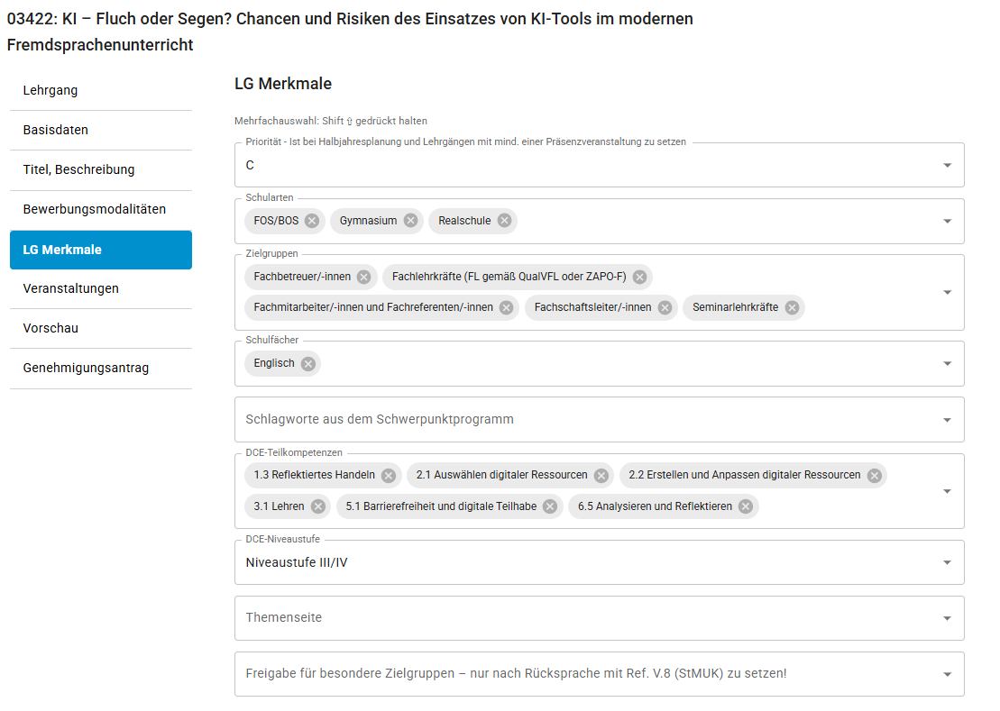 03422: KI – Fluch oder Segen? Chancen und Risiken des Einsatzes von KI-Tools im modernen
Fremdsprachenunterricht
Lehrgang
Basisdaten
Titel, Beschreibung
Bewerbungsmodalitäten
LG Merkmale
Veranstaltungen
Vorschau
Genehmigungsantrag
LG Merkmale
Mehrfachauswahl: Shift ⇧ gedrückt halten
Priorität - Ist bei Halbjahresplanung und Lehrgängen mit mind. einer Präsenzveranstaltung zu setzen
C
Schularten
FOS/BOS Gymnasium Realschule
Zielgruppen
Fachbetreuer/-innen Fachlehrkräfte (FL gemäß QualVFL oder ZAPO-F)
Fachmitarbeiter/-innen und Fachreferenten/-innen Fachschaftsleiter/-innen Seminarlehrkräfte
Schulfächer
Englisch
Schlagworte aus dem Schwerpunktprogramm
DCE-Teilkompetenzen
1.3 Reflektiertes Handeln 2.1 Auswählen digitaler Ressourcen 2.2 Erstellen und Anpassen digitaler Ressourcen
3.1 Lehren 5.1 Barrierefreiheit und digitale Teilhabe 6.5 Analysieren und Reflektieren
DCE-Niveaustufe
Niveaustufe III/IV
Themenseite
Freigabe für besondere Zielgruppen – nur nach Rücksprache mit Ref. V.8 (StMUK) zu setzen!